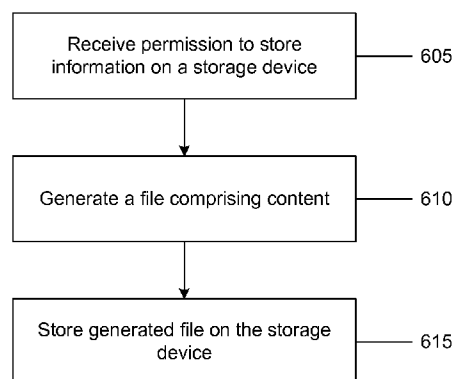 Receive permission to store
information on a storage device
605
Generate a file comprising content
610
Store generated file on the storage
device
615